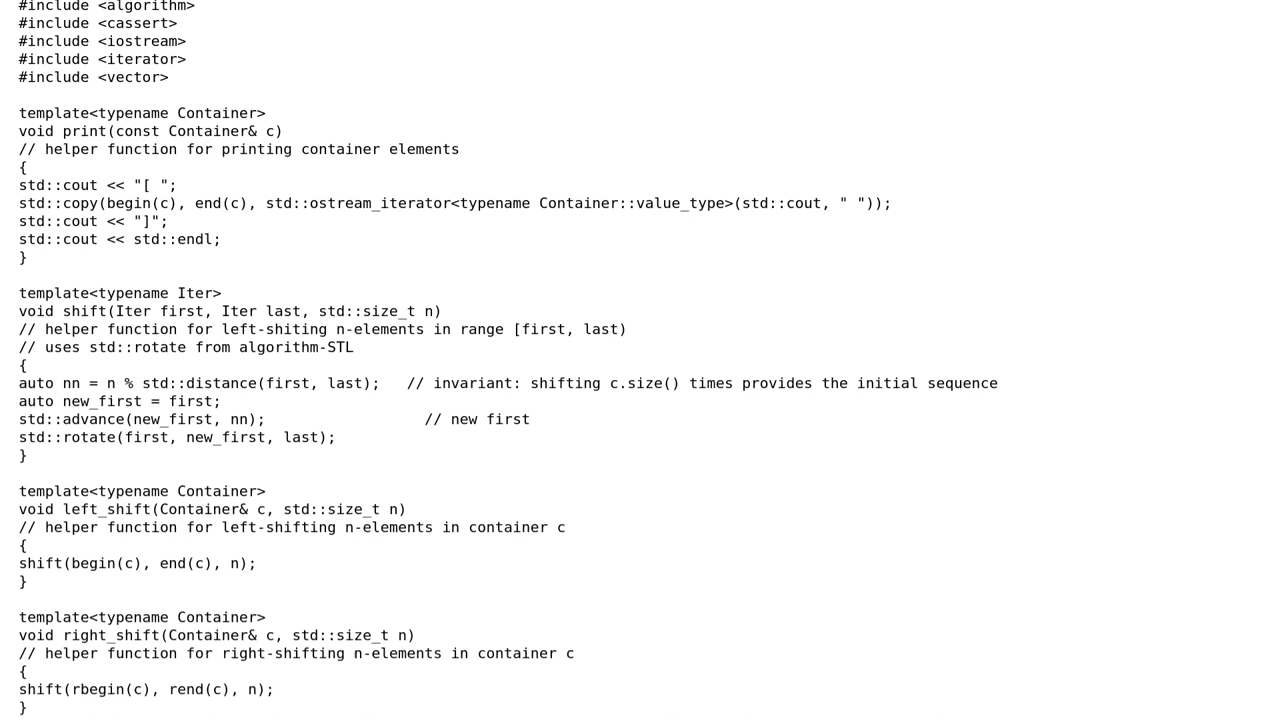 #include <algorithm>
#include <cassert>
#include <iostream>
#include <iterator>
#include <vector>

template<typename Container>
void print(const Container& c)
// helper function for printing container elements
{
std::cout << "[ ";
std::copy(begin(c), end(c), std::ostream_iterator<typename Container::value_type>(std::cout, " "));
std::cout << "]";
std::cout << std::endl;
}

template<typename Iter>
void shift(Iter first, Iter last, std::size_t n)
// helper function for left-shiting n-elements in range [first, last)
// uses std::rotate from algorithm-STL
{
auto nn = n % std::distance(first, last);   // invariant: shifting c.size() times provides the initial sequence
auto new_first = first;
std::advance(new_first, nn);                  // new first
std::rotate(first, new_first, last);
}

template<typename Container>
void left_shift(Container& c, std::size_t n)
// helper function for left-shifting n-elements in container c
{
shift(begin(c), end(c), n);
}

template<typename Container>
void right_shift(Container& c, std::size_t n)
// helper function for right-shifting n-elements in container c
{
shift(rbegin(c), rend(c), n);
}